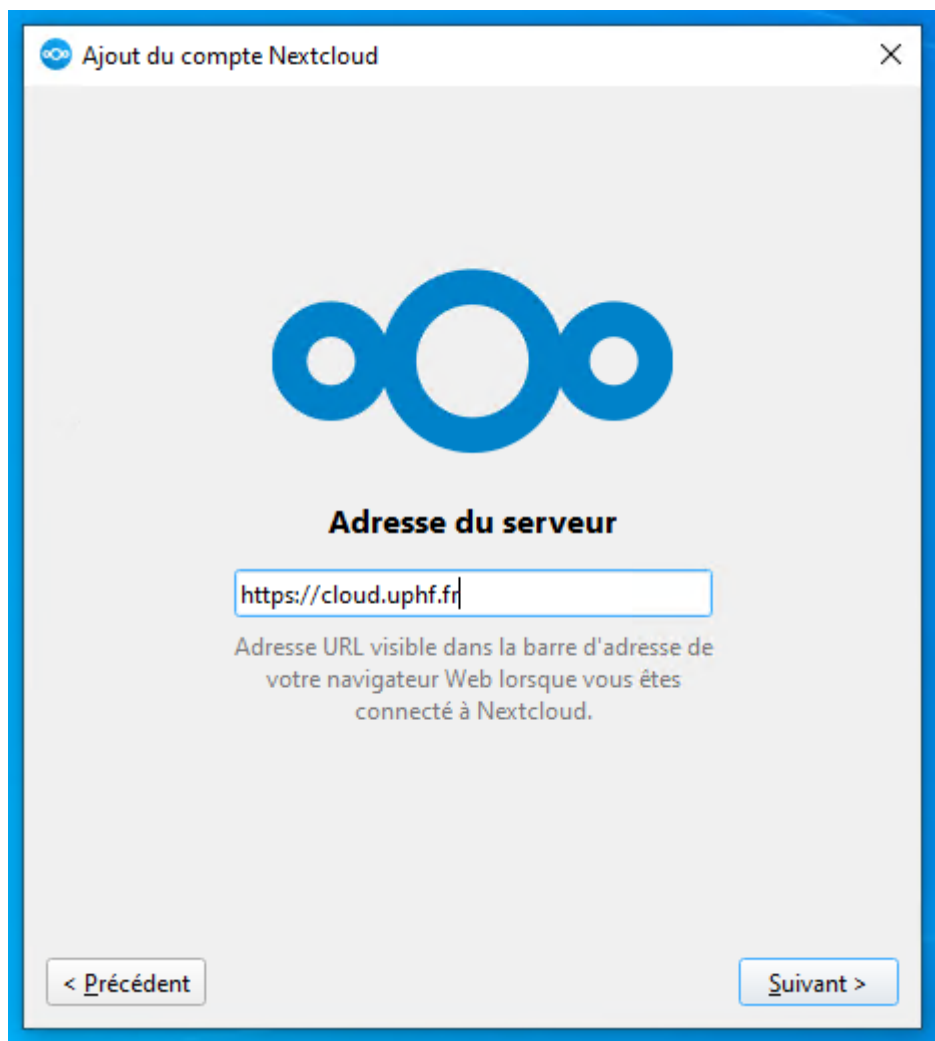 Ajout du compte Nextcloud
Adresse du serveur
https://cloud.uphf.fr
Adresse URL visible dans la barre d'adresse de
votre navigateur Web lorsque vous êtes
connecté à Nextcloud.
< Précédent
Suivant >